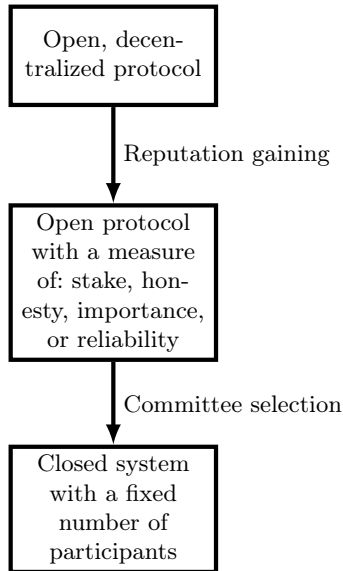 Open, decen-
tralized protocol
Reputation gaining
Open protocol
with a measure
of: stake, hon-
esty, importance,
or reliability
Committee selection
Closed system
with a fixed
number of
participants